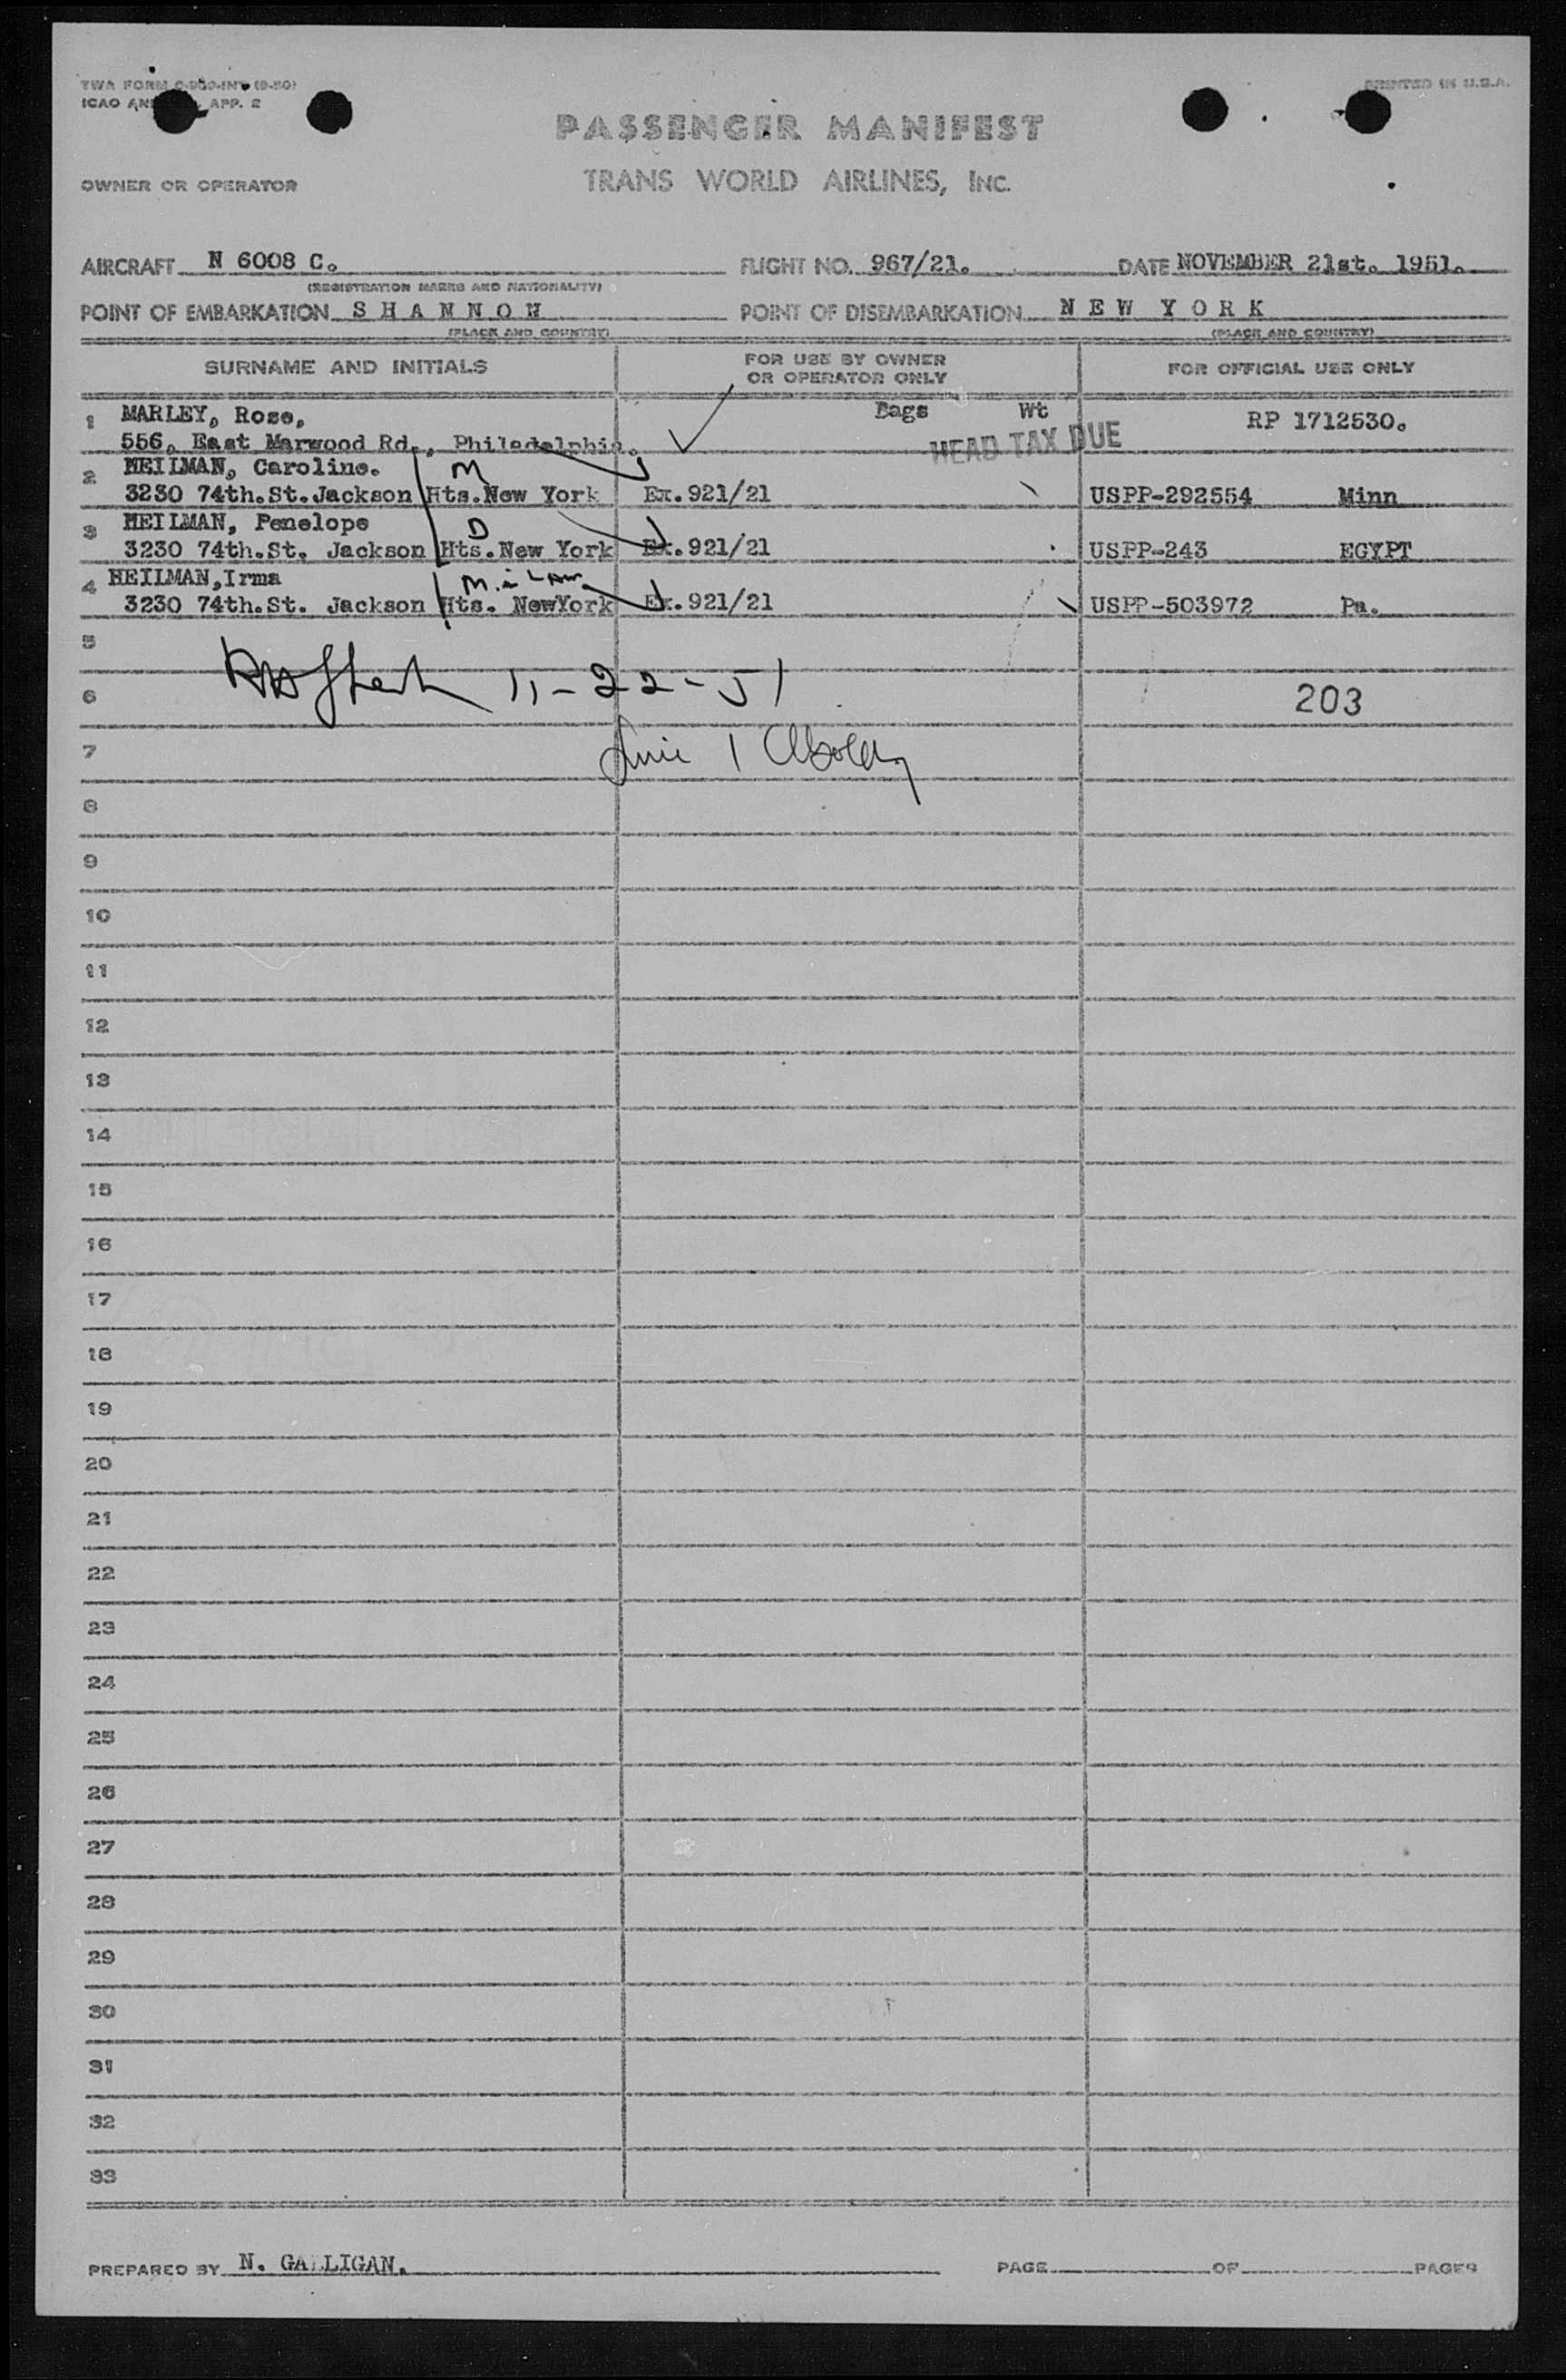 TWA FORM C-900-INT (9-50)
ICAO APP. 2
PRINTED IN U.S.A.
PASSENGER MANIFEST
OWNER OR OPERATOR
TRANS WORLD AIRLINES, INC.
AIRCRAFT N 6008 C. FLIGHT NO. 967/21. DATE NOVEMBER 21st. 1951.
(REGISTRATION MARKS AND NATIONALITY)
POINT OF EMBARKATION S H A N N O N POINT OF DISEMBARKATION N E W Y O R K
(PLACE AND COUNTRY) (PLACE AND COUNTRY)
SURNAME AND INITIALS FOR USE BY OWNER OR OPERATOR ONLY FOR OFFICIAL USE ONLY
1 MARLEY, Rose, Bags Wt RP 1712530.
556, East Marwood Rd., Philadelphia. HEAD TAX DUE
2 HEILMAN, Caroline. M
3230 74th.St.Jackson Hts.New York Ex.921/21 USPP-292554 Minn
3 HEILMAN, Penelope D
3230 74th.St. Jackson Hts.New York Ex.921/21 USPP-243 EGYPT
4 HEILMAN,Irma M. i Law
3230 74th.St. Jackson Hts. NewYork Ex.921/21 USPP-503972 Pa.
5
11-22-51
6 203
7
8
9
10
11
12
13
14
15
16
17
18
19
20
21
22
23
24
25
26
27
28
29
30
31
32
33
PREPARED BY N. GALLIGAN. PAGE OF PAGES